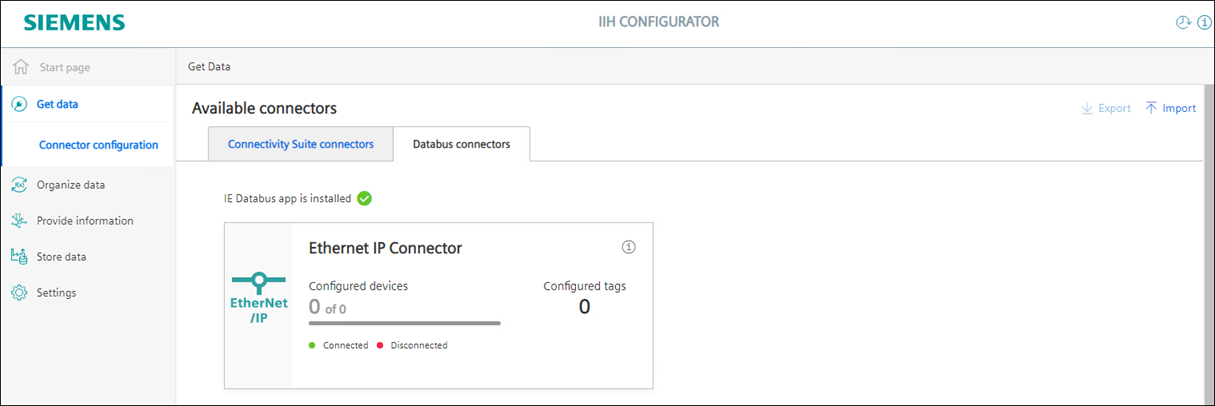 SIEMENS
IIH CONFIGURATOR
Start page
Get data
Connector configuration
Organize data
Provide information
Store data
Settings
Get Data
Available connectors
Export
Import
Connectivity Suite connectors
Databus connectors
IE Databus app is installed
EtherNet
/IP
Ethernet IP Connector
Configured devices
0 of 0
Connected
Disconnected
Configured tags
0